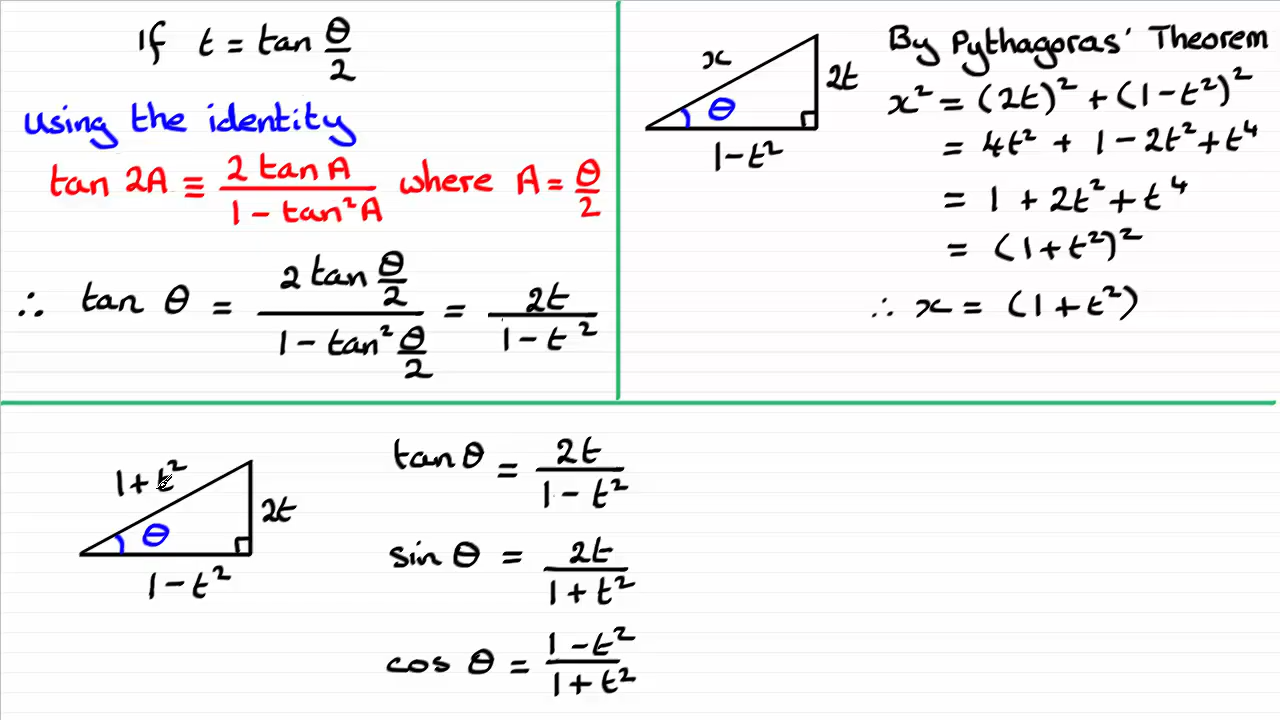 If t = tan θ/2
using the identity
tan 2A ≡ 2 tan A / 1 − tan²A where A = θ/2
∴ tan θ = 2 tan θ/2 / 1 − tan² θ/2 = 2t / 1 − t²
x
2t
θ
1−t²
By Pythagoras' Theorem
x² = (2t)² + (1−t²)²
= 4t² + 1 − 2t² + t⁴
= 1 + 2t² + t⁴
= (1+t²)²
∴ x = (1+t²)
1+t²
2t
θ
1−t²
tan θ = 2t / 1 − t²
sin θ = 2t / 1 + t²
cos θ = 1 − t² / 1 + t²